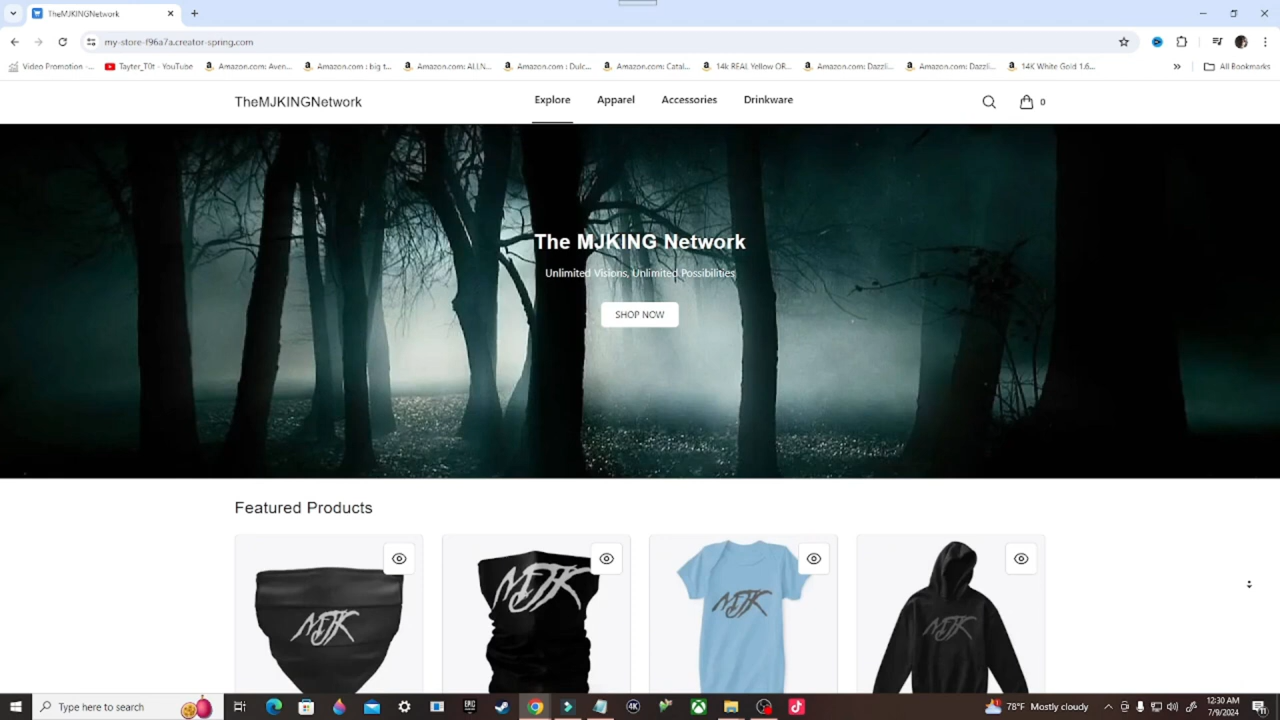 TheMJKINGNetwork
my-store-f96a7a.creator-spring.com
Video Promotion -...
Tayter_T0t - YouTube
Amazon.com: Aven...
Amazon.com : big t...
Amazon.com: ALLN...
Amazon.com : Dulc...
Amazon.com: Catal...
14k REAL Yellow OR...
Amazon.com: Dazzli...
Amazon.com: Dazzli...
14K White Gold 1.6...
»
All Bookmarks
TheMJKINGNetwork
Explore
Apparel
Accessories
Drinkware
0
The MJKING Network
Unlimited Visions, Unlimited Possibilities
SHOP NOW
Featured Products
MJK
MJK
MJK
MJK
Type here to search
EPIC
4K
78°F Mostly cloudy
12:30 AM
7/9/2024